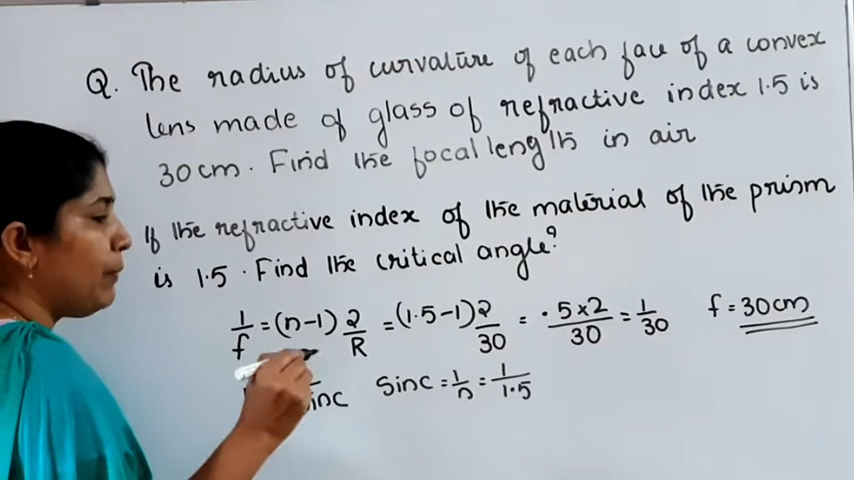 Q. The radius of curvature of each face of a convex
lens made of glass of refractive index 1.5 is
30 cm. Find the focal length in air
If the refractive index of the material of the prism
is 1.5. Find the critical angle?
1/f = (n-1) 2/R = (1.5-1) 2/30 = .5×2/30 = 1/30 f = 30cm
Sinc = 1/n = 1/1.5